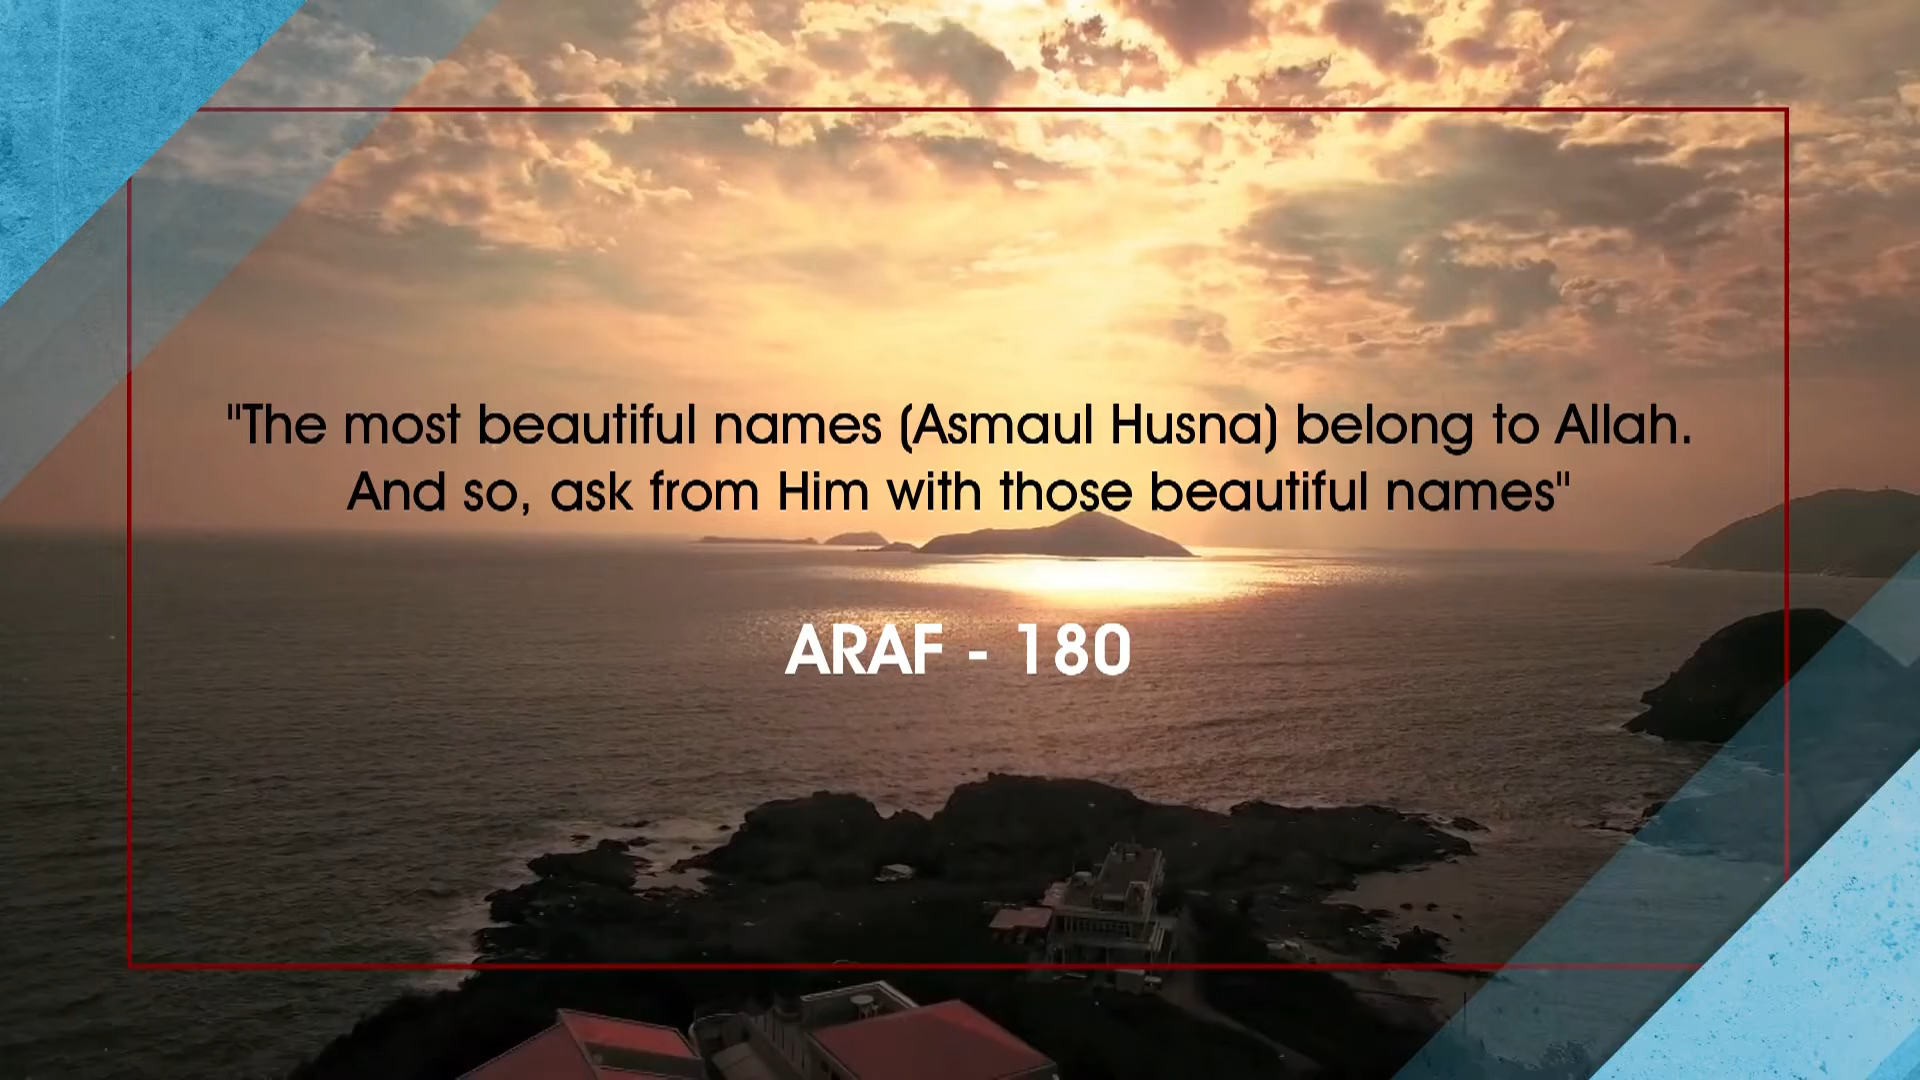 "The most beautiful names (Asmaul Husna) belong to Allah.
And so, ask from Him with those beautiful names"
ARAF - 180